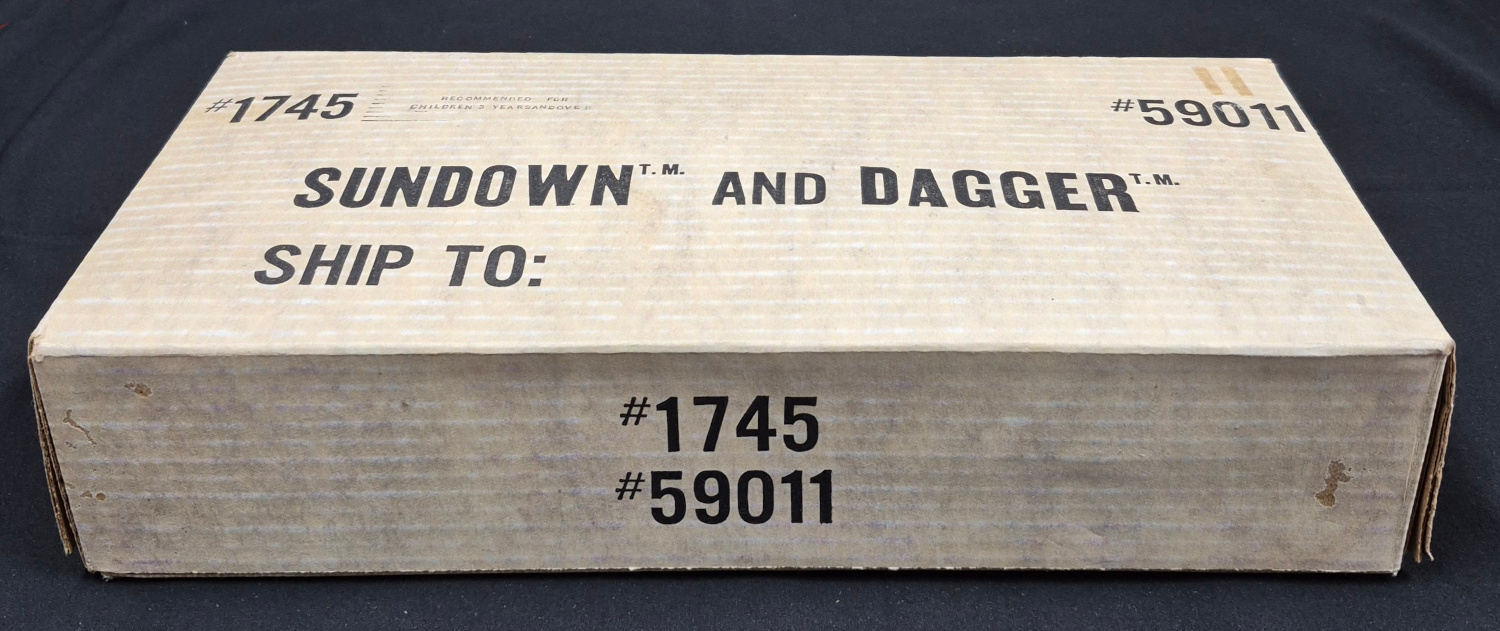 #1745
RECOMMENDED FOR
CHILDREN 3 YEARS AND OVER
#59011
SUNDOWN T.M. AND DAGGER T.M.
SHIP TO:
#1745
#59011